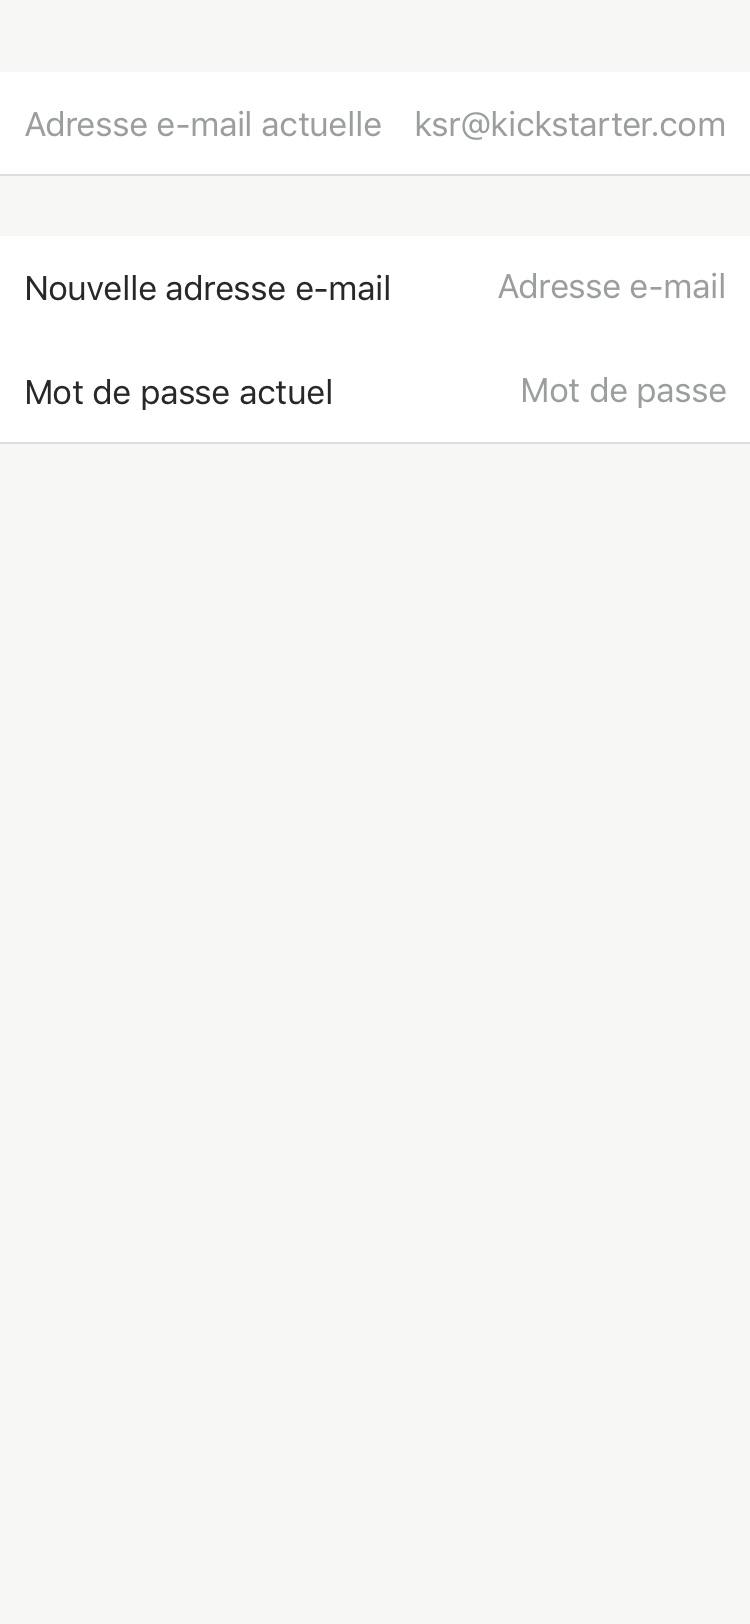 Adresse e-mail actuelle ksr@kickstarter.com
Nouvelle adresse e-mail Adresse e-mail
Mot de passe actuel Mot de passe